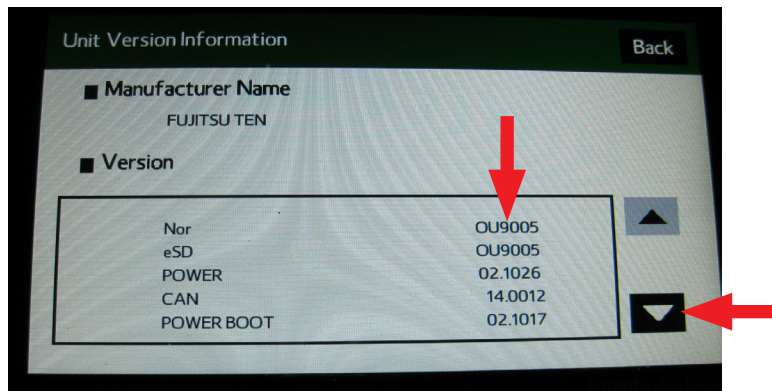 Unit Version Information
Back
■ Manufacturer Name
FUJITSU TEN
■ Version
Nor OU9005
eSD OU9005
POWER 02.1026
CAN 14.0012
POWER BOOT 02.1017